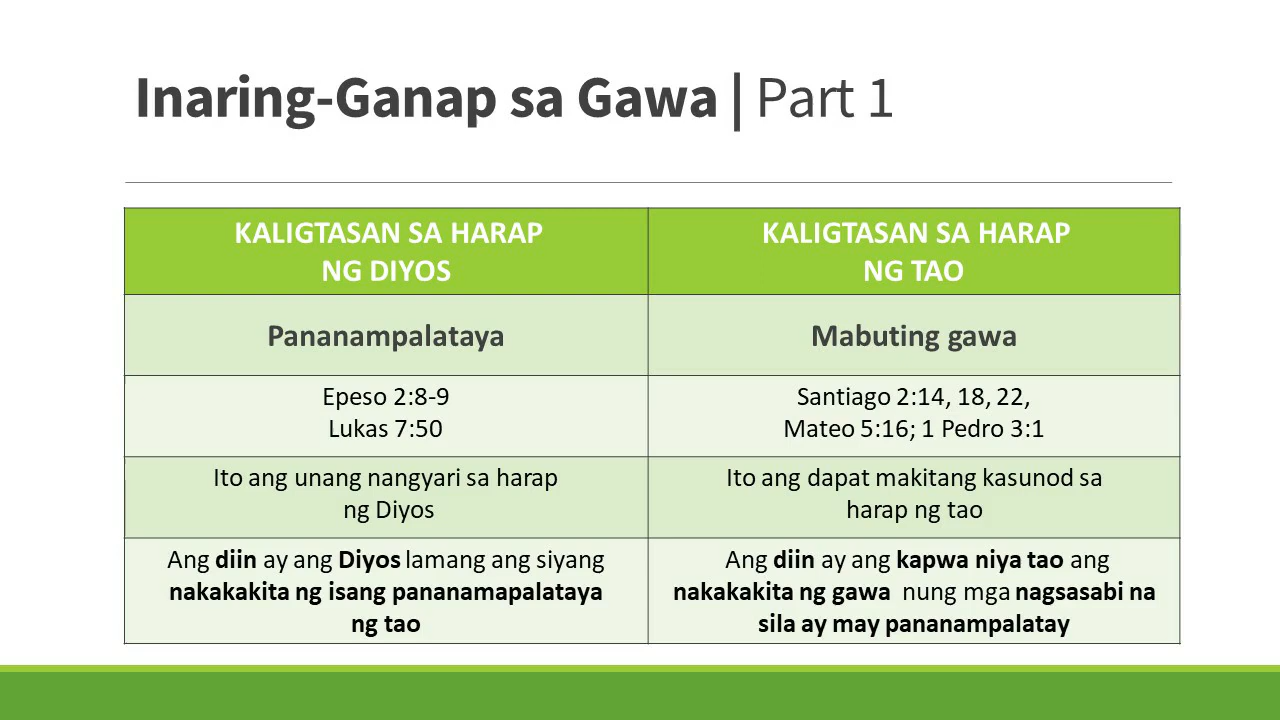 Inaring-Ganap sa Gawa | Part 1
KALIGTASAN SA HARAP
NG DIYOS
KALIGTASAN SA HARAP
NG TAO
Pananampalataya
Mabuting gawa
Epeso 2:8-9
Lukas 7:50
Santiago 2:14, 18, 22,
Mateo 5:16; 1 Pedro 3:1
Ito ang unang nangyari sa harap
ng Diyos
Ito ang dapat makitang kasunod sa
harap ng tao
Ang diin ay ang Diyos lamang ang siyang
nakakakita ng isang pananamapalataya
ng tao
Ang diin ay ang kapwa niya tao ang
nakakakita ng gawa nung mga nagsasabi na
sila ay may pananampalatay